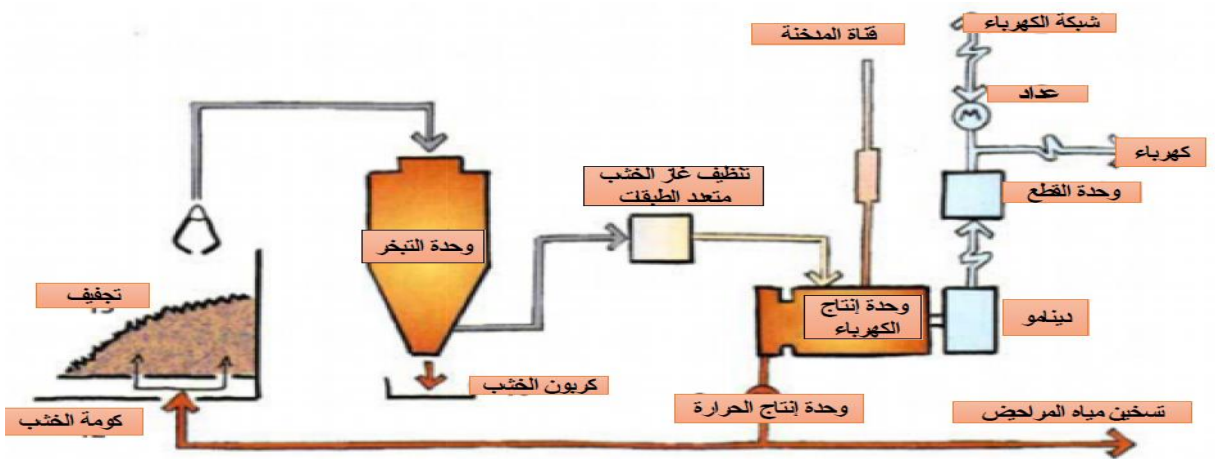 شبكة الكهرباء
قناة المدخنة
عداد
كهرباء
تنظيف غاز الخشب
متعدد الطبقات
وحدة القطع
وحدة التبخر
تجفيف
وحدة إنتاج
الكهرباء
دينامو
كربون الخشب
كومة الخشب
وحدة إنتاج الحرارة
تسخين مياه المراحيض
M